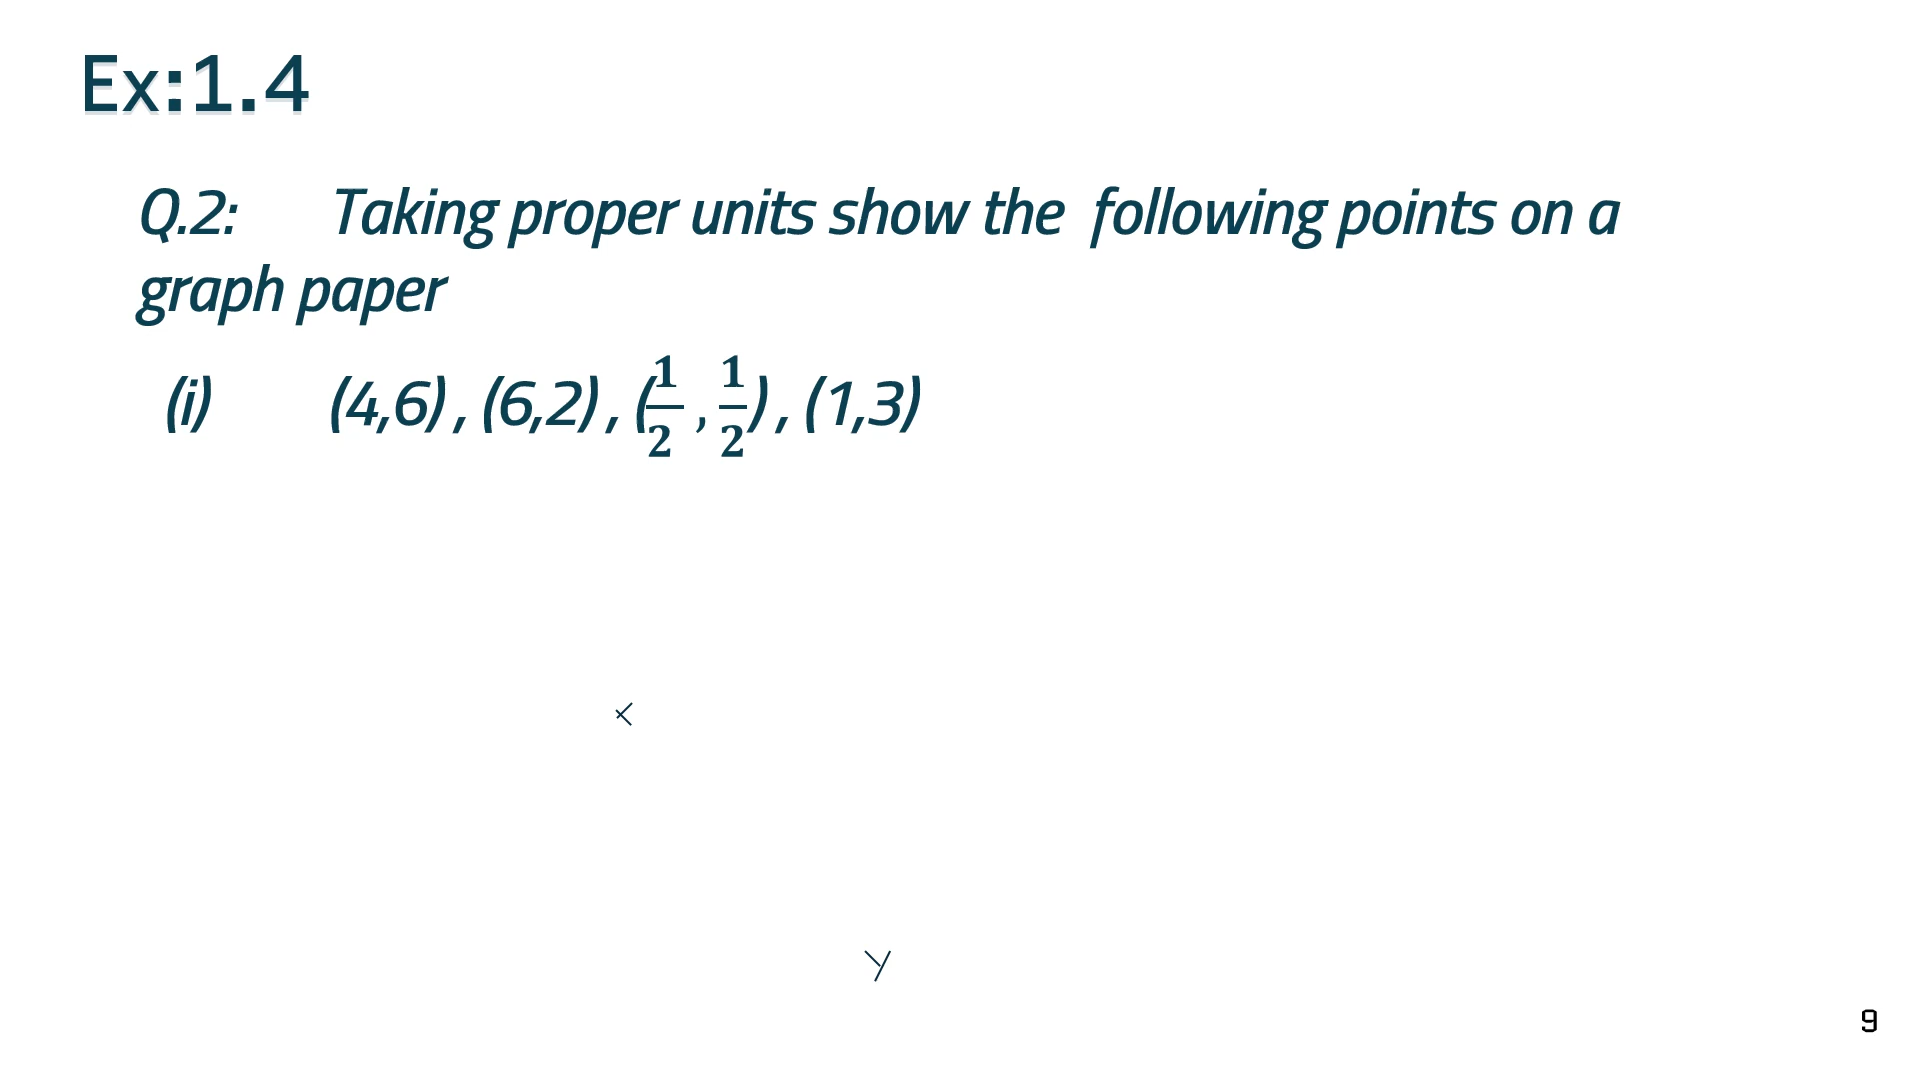 Ex:1.4
Q.2: Taking proper units show the following points on a
graph paper
(i) (4,6) , (6,2) , (1/2 , 1/2) , (1,3)
9